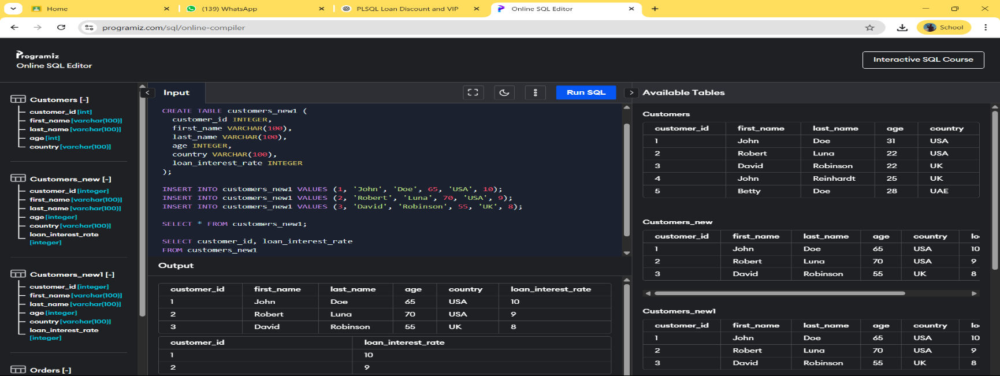 Home
(139) WhatsApp
PLSQL Loan Discount and VIP
Online SQL Editor
programiz.com/sql/online-compiler
School
Programiz
Online SQL Editor
Interactive SQL Course
Customers [-]
customer_id [int]
first_name [varchar(100)]
last_name [varchar(100)]
age [int]
country [varchar(100)]
Customers_new [-]
customer_id [integer]
first_name [varchar(100)]
last_name [varchar(100)]
age [integer]
country [varchar(100)]
loan_interest_rate
[integer]
Customers_new1 [-]
customer_id [integer]
first_name [varchar(100)]
last_name [varchar(100)]
age [integer]
country [varchar(100)]
loan_interest_rate
[integer]
Orders [-]
Input
Run SQL
CREATE TABLE customers_new1 (
customer_id INTEGER,
first_name VARCHAR(100),
last_name VARCHAR(100),
age INTEGER,
country VARCHAR(100),
loan_interest_rate INTEGER
);
INSERT INTO customers_new1 VALUES (1, 'John', 'Doe', 65, 'USA', 10);
INSERT INTO customers_new1 VALUES (2, 'Robert', 'Luna', 70, 'USA', 9);
INSERT INTO customers_new1 VALUES (3, 'David', 'Robinson', 55, 'UK', 8);
SELECT * FROM customers_new1;
SELECT customer_id, loan_interest_rate
FROM customers_new1
Output
customer_id first_name last_name age country loan_interest_rate
1 John Doe 65 USA 10
2 Robert Luna 70 USA 9
3 David Robinson 55 UK 8
customer_id loan_interest_rate
1 10
2 9
Available Tables
Customers
customer_id first_name last_name age country
1 John Doe 31 USA
2 Robert Luna 22 USA
3 David Robinson 22 UK
4 John Reinhardt 25 UK
5 Betty Doe 28 UAE
Customers_new
customer_id first_name last_name age country lo
1 John Doe 65 USA 10
2 Robert Luna 70 USA 9
3 David Robinson 55 UK 8
Customers_new1
customer_id first_name last_name age country lo
1 John Doe 65 USA 10
2 Robert Luna 70 USA 9
3 David Robinson 55 UK 8